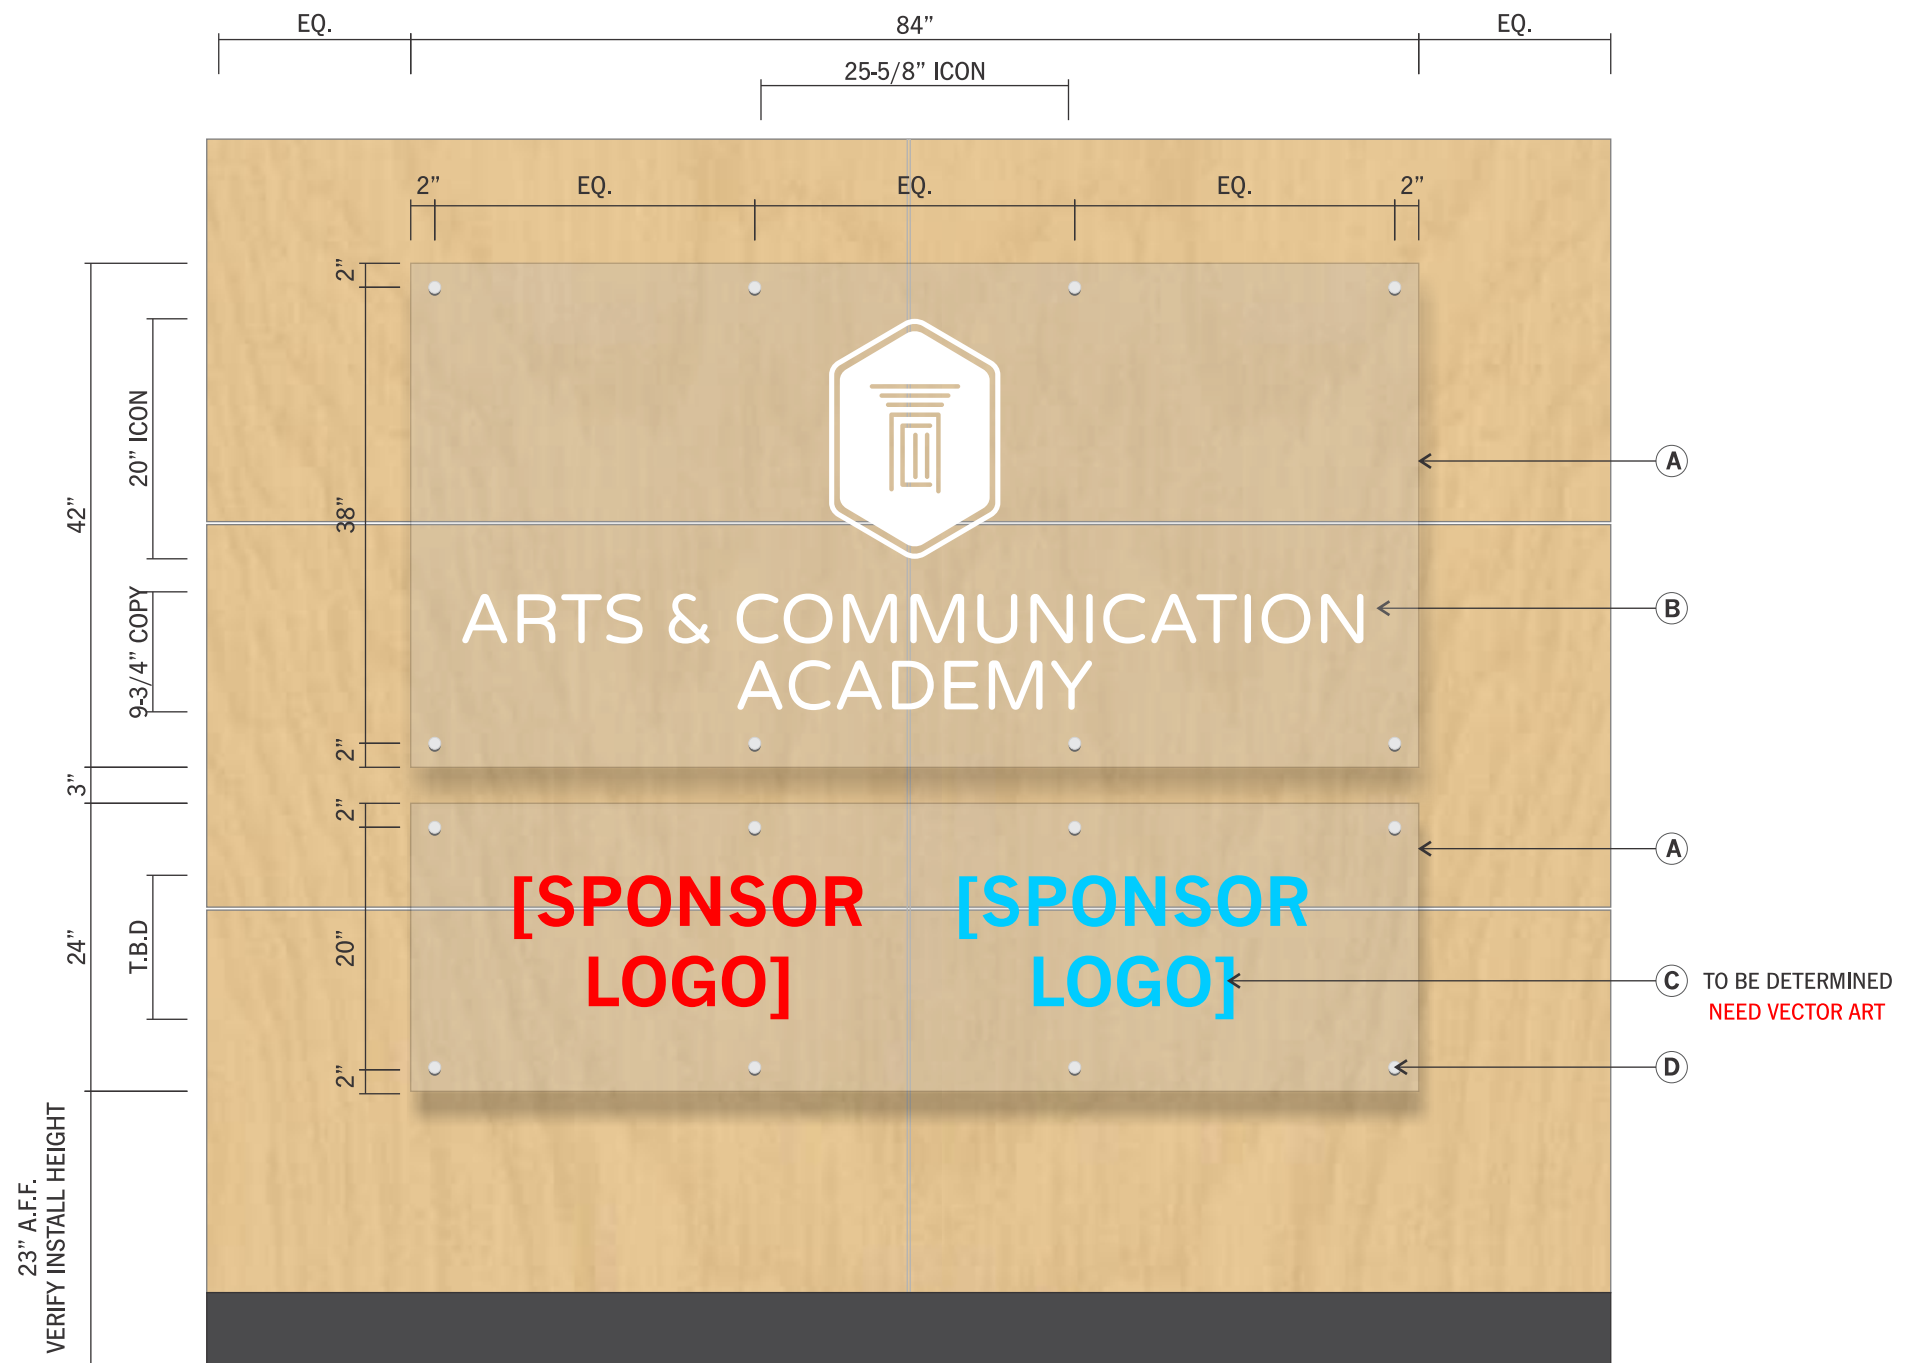 EQ.
84”
EQ.
25-5/8” ICON
2”
EQ.
EQ.
EQ.
2”
2”
20” ICON
42”
38”
A
9-3/4” COPY
ARTS & COMMUNICATION
ACADEMY
B
2”
3”
2”
A
[SPONSOR
LOGO]
[SPONSOR
LOGO]
24”
T.B.D
20”
C TO BE DETERMINED
NEED VECTOR ART
2”
D
23” A.F.F.
VERIFY INSTALL HEIGHT